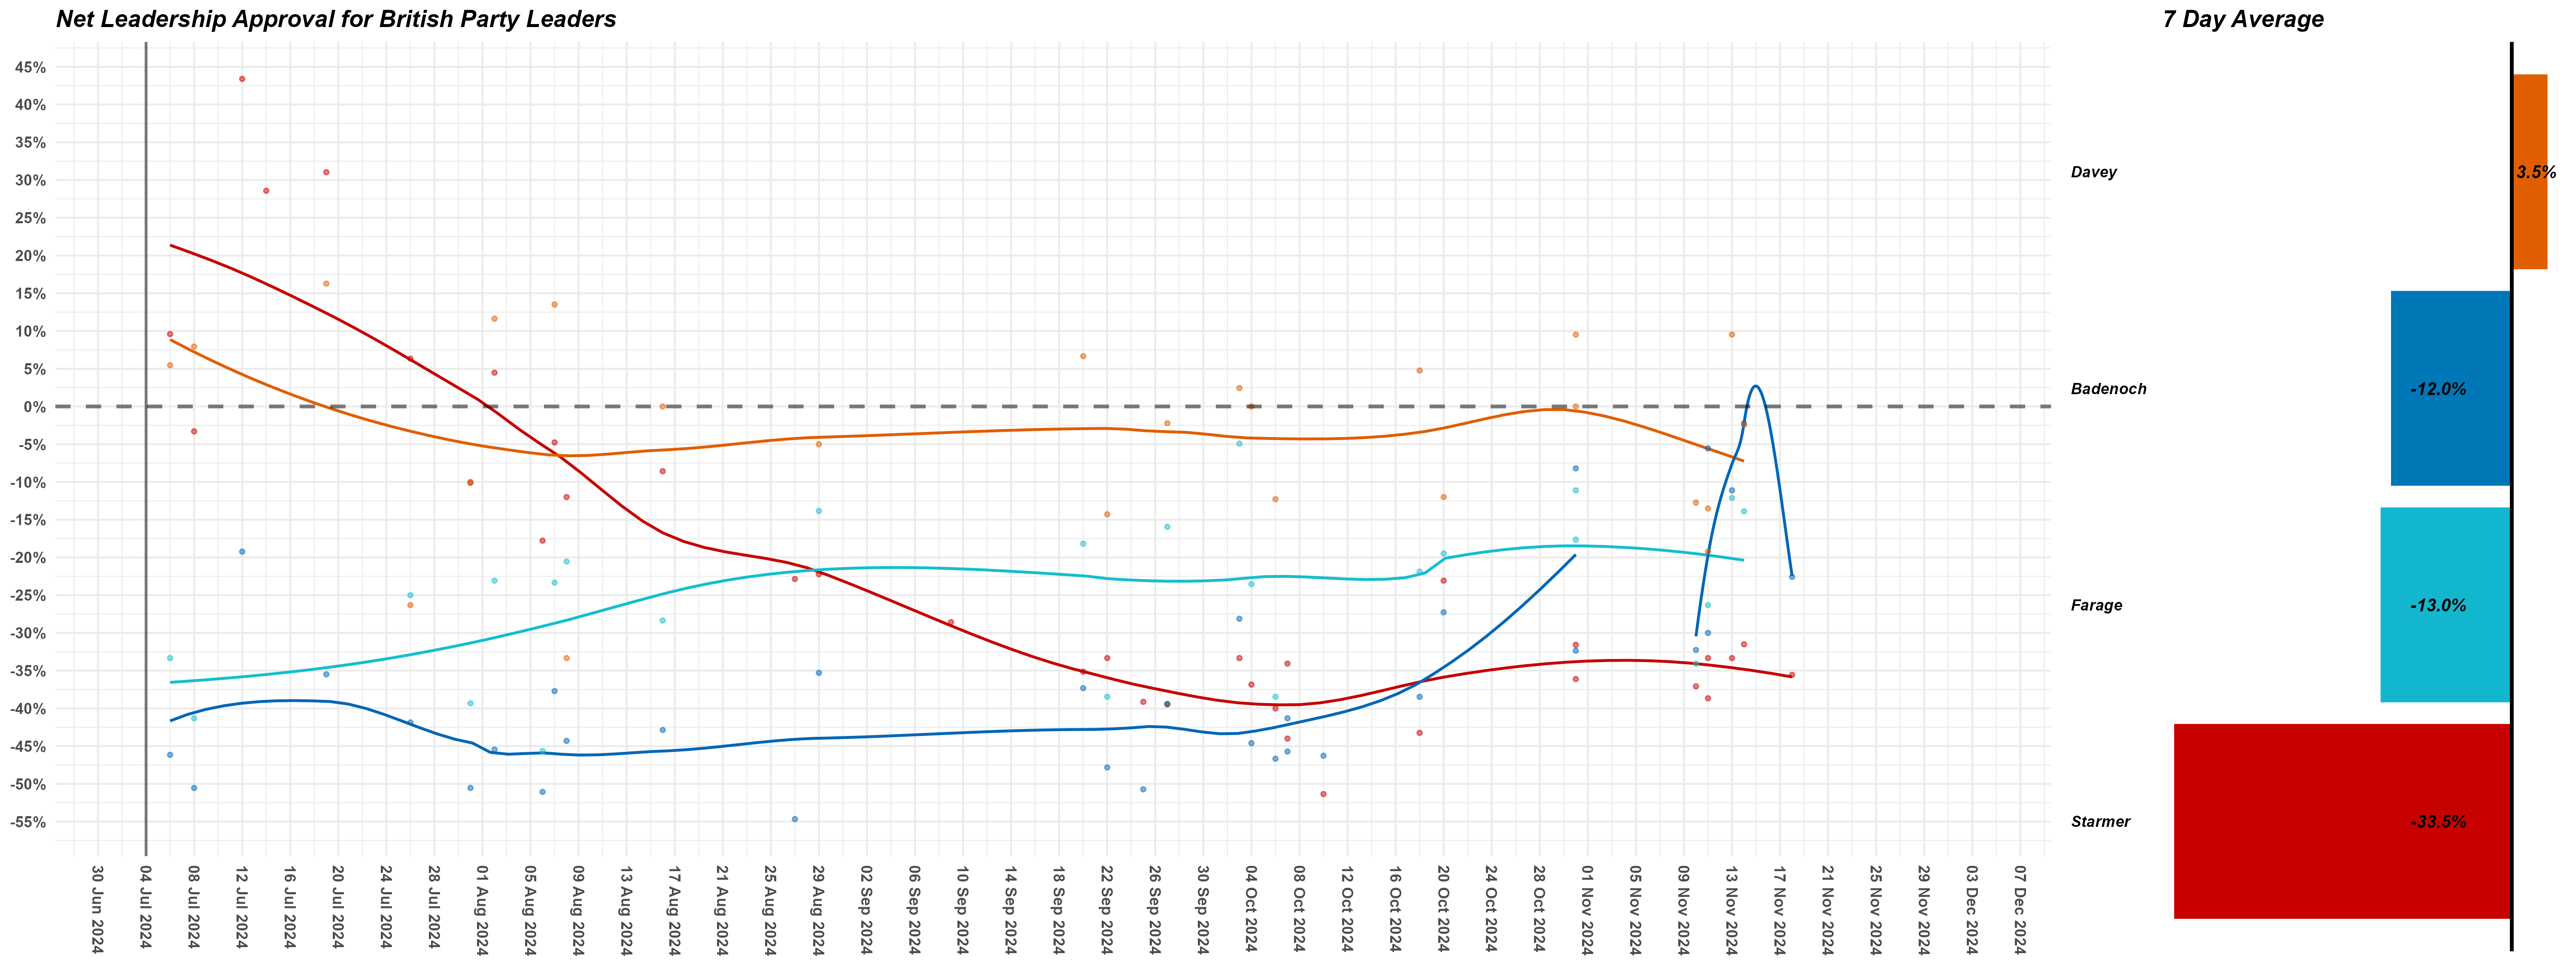 Net Leadership Approval for British Party Leaders
45%
40%
35%
30%
25%
20%
15%
10%
5%
0%
-5%
-10%
-15%
-20%
-25%
-30%
-35%
-40%
-45%
-50%
-55%
30 Jun 2024
04 Jul 2024
08 Jul 2024
12 Jul 2024
16 Jul 2024
20 Jul 2024
24 Jul 2024
28 Jul 2024
01 Aug 2024
05 Aug 2024
09 Aug 2024
13 Aug 2024
17 Aug 2024
21 Aug 2024
25 Aug 2024
29 Aug 2024
02 Sep 2024
06 Sep 2024
10 Sep 2024
14 Sep 2024
18 Sep 2024
22 Sep 2024
26 Sep 2024
30 Sep 2024
04 Oct 2024
08 Oct 2024
12 Oct 2024
16 Oct 2024
20 Oct 2024
24 Oct 2024
28 Oct 2024
01 Nov 2024
05 Nov 2024
09 Nov 2024
13 Nov 2024
17 Nov 2024
21 Nov 2024
25 Nov 2024
29 Nov 2024
03 Dec 2024
07 Dec 2024
7 Day Average
Davey 3.5%
Badenoch -12.0%
Farage -13.0%
Starmer -33.5%